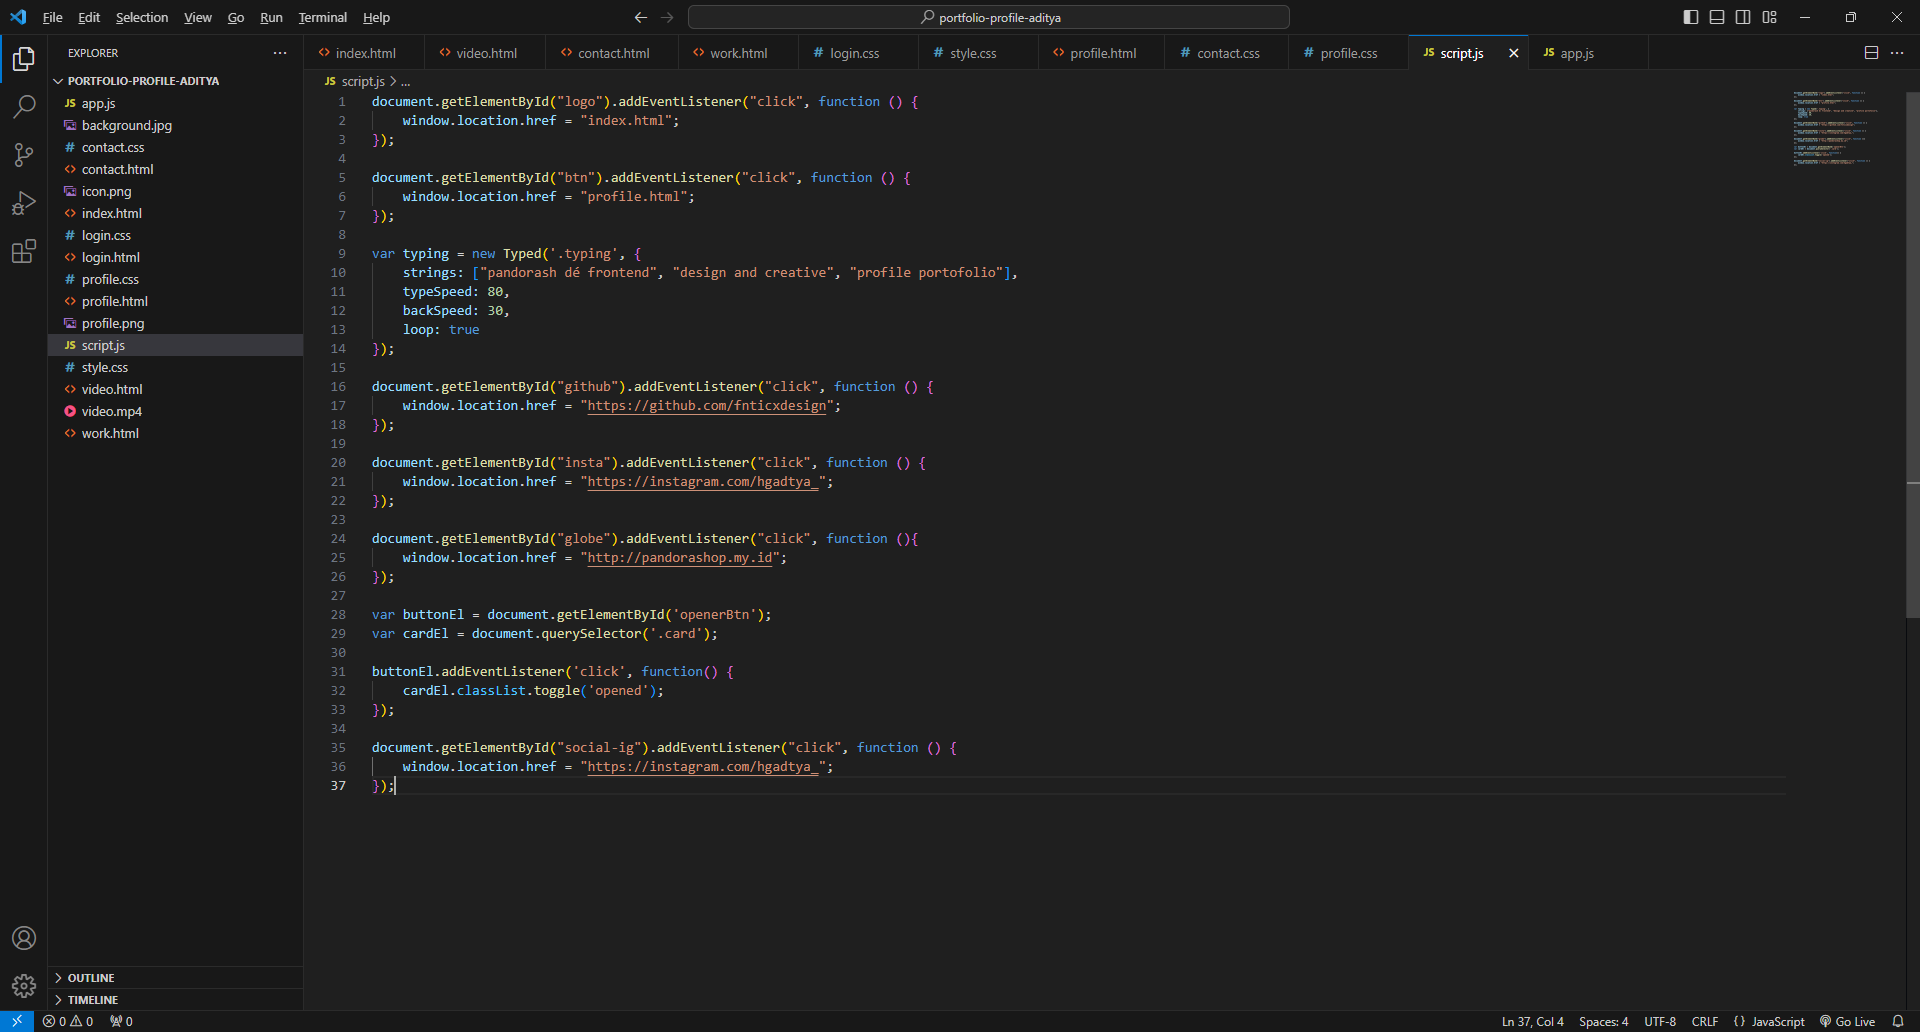 File Edit Selection View Go Run Terminal Help
portfolio-profile-aditya
EXPLORER
index.html video.html contact.html work.html login.css style.css profile.html contact.css profile.css script.js app.js
PORTFOLIO-PROFILE-ADITYA
app.js
background.jpg
contact.css
contact.html
icon.png
index.html
login.css
login.html
profile.css
profile.html
profile.png
script.js
style.css
video.html
video.mp4
work.html
OUTLINE
TIMELINE
JS script.js > ...
1 document.getElementById("logo").addEventListener("click", function () {
2     window.location.href = "index.html";
3 });
4
5 document.getElementById("btn").addEventListener("click", function () {
6     window.location.href = "profile.html";
7 });
8
9 var typing = new Typed('.typing', {
10     strings: ["pandorash dé frontend", "design and creative", "profile portofolio"],
11     typeSpeed: 80,
12     backSpeed: 30,
13     loop: true
14 });
15
16 document.getElementById("github").addEventListener("click", function () {
17     window.location.href = "https://github.com/fnticxdesign";
18 });
19
20 document.getElementById("insta").addEventListener("click", function () {
21     window.location.href = "https://instagram.com/hgadtya_";
22 });
23
24 document.getElementById("globe").addEventListener("click", function (){
25     window.location.href = "http://pandorashop.my.id";
26 });
27
28 var buttonEl = document.getElementById('openerBtn');
29 var cardEl = document.querySelector('.card');
30
31 buttonEl.addEventListener('click', function() {
32     cardEl.classList.toggle('opened');
33 });
34
35 document.getElementById("social-ig").addEventListener("click", function () {
36     window.location.href = "https://instagram.com/hgadtya_";
37 });
0 0 0
Ln 37, Col 4 Spaces: 4 UTF-8 CRLF {} JavaScript Go Live